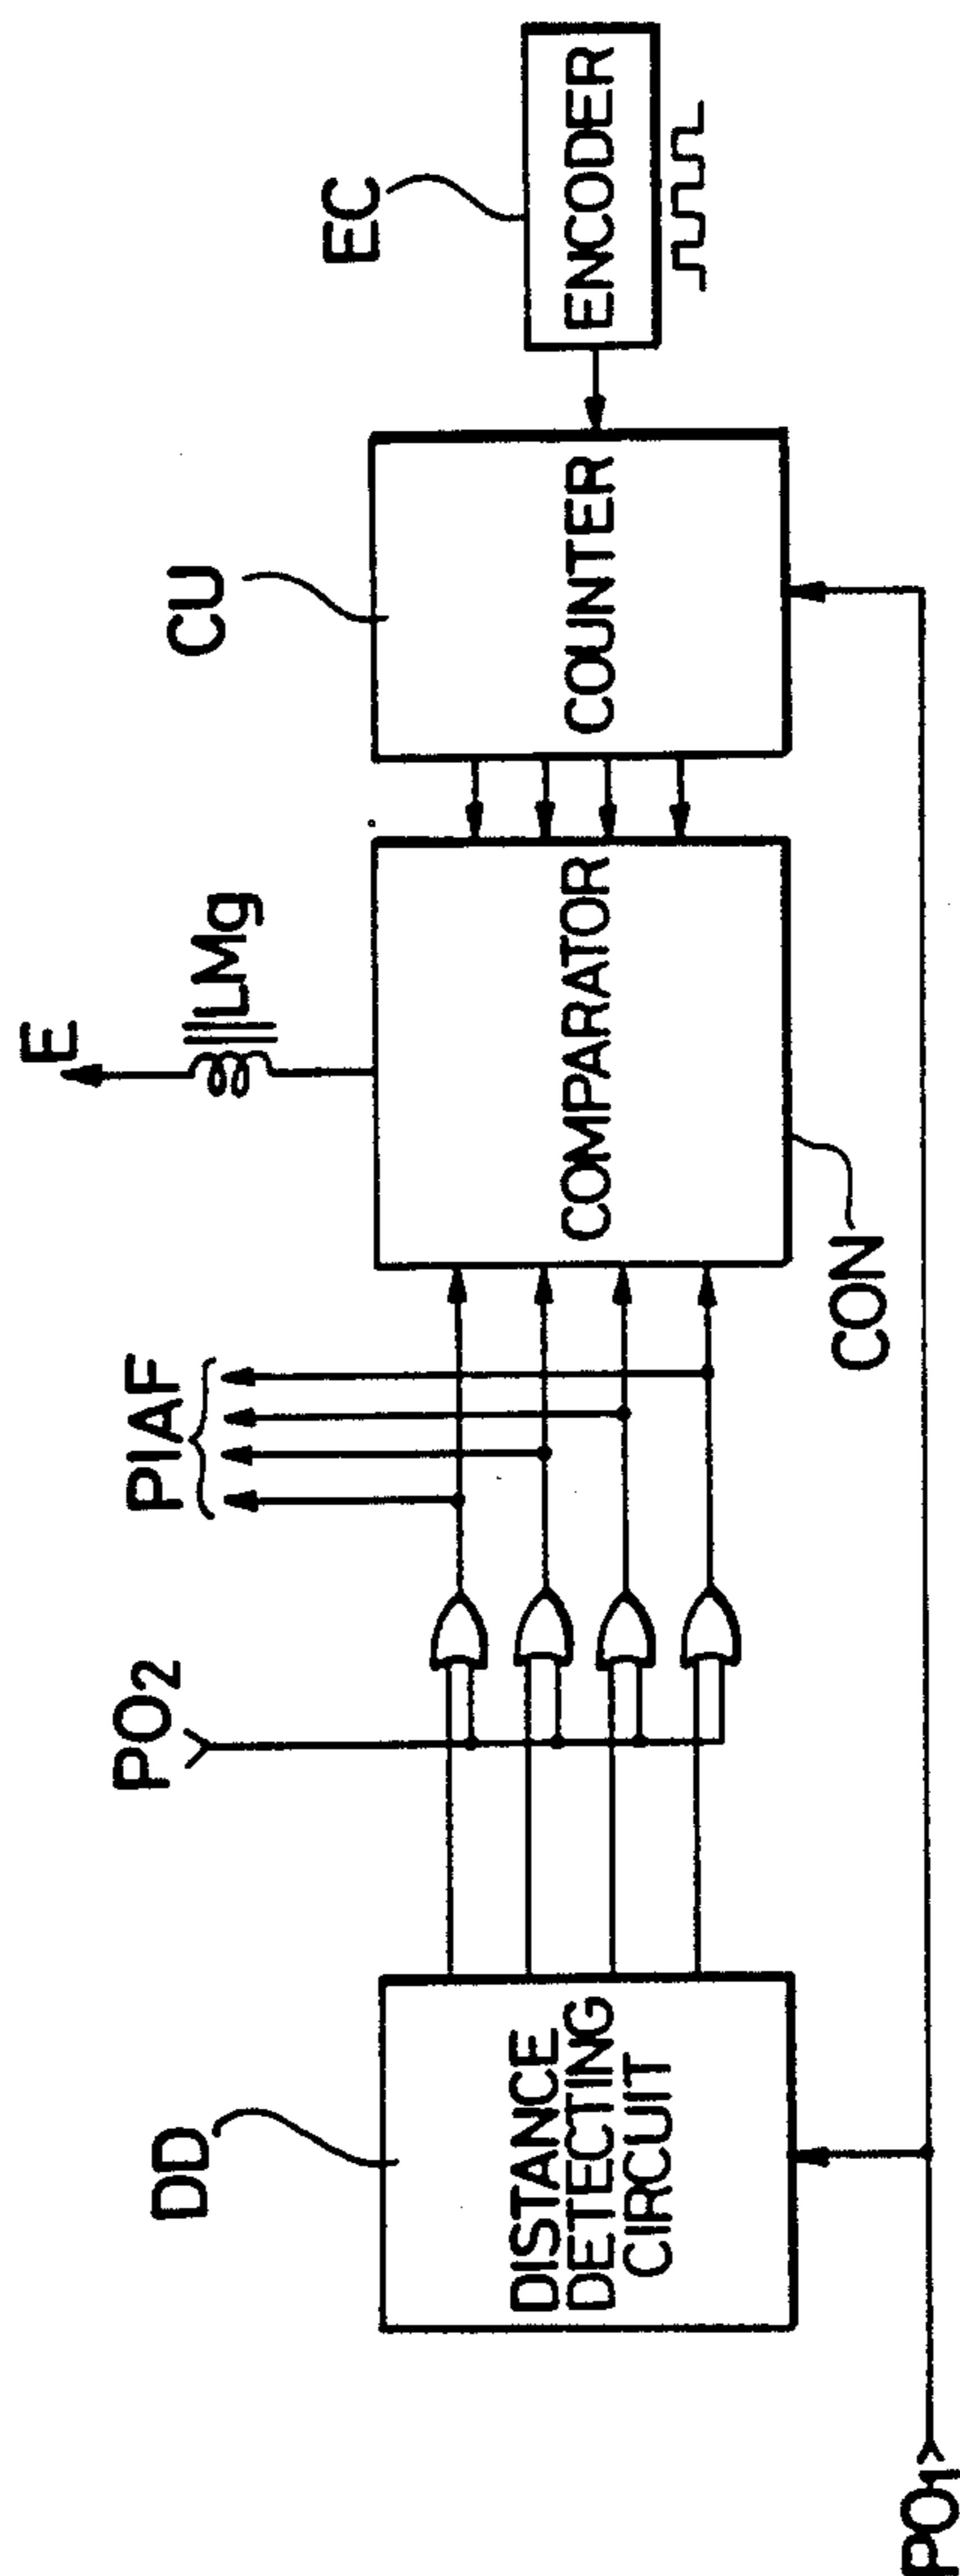 DD
DISTANCE
DETECTING
CIRCUIT
PO1
PO2
PIAF
E
LMg
COMPARATOR
CON
CU
COUNTER
EC
ENCODER